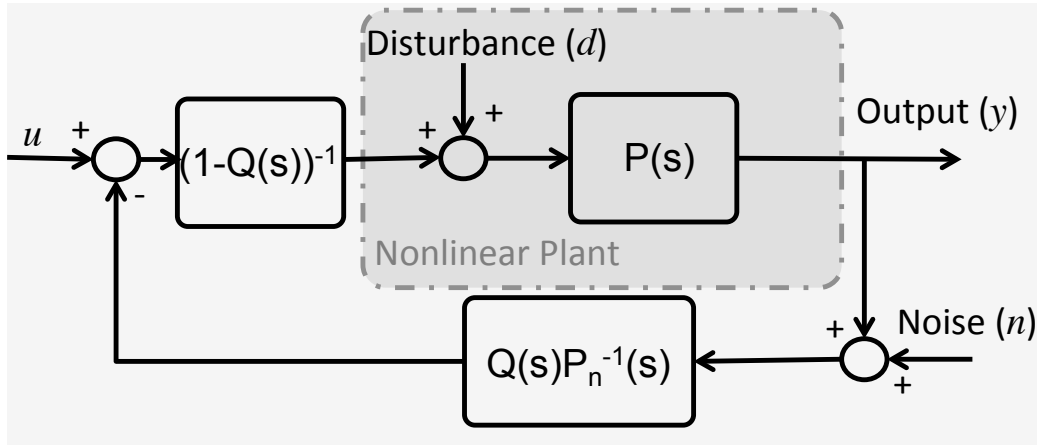 Disturbance (d)
+
+
u
+
-
(1-Q(s))⁻¹
P(s)
Output (y)
Nonlinear Plant
Q(s)Pₙ⁻¹(s)
+
+
Noise (n)